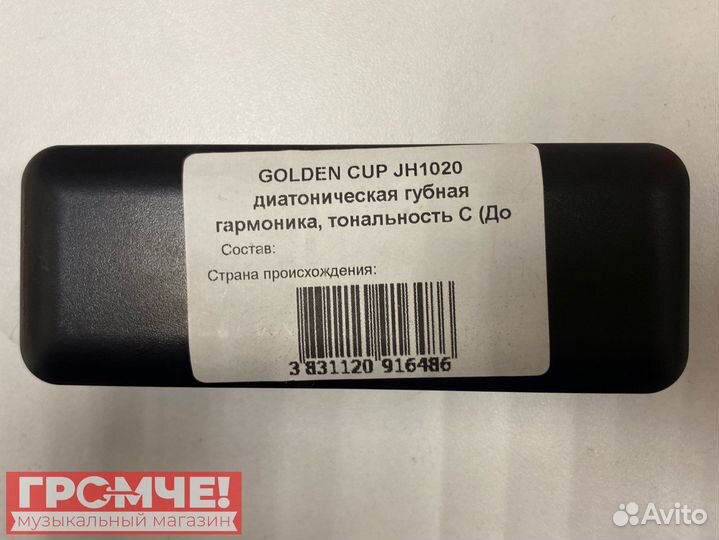 GOLDEN CUP JH1020
диатоническая губная
гармоника, тональность С (До
Состав:
Страна происхождения:
3 831120 916486
ГРОМЧЕ!
МУЗЫКАЛЬНЫЙ МАГАЗИН
Avito